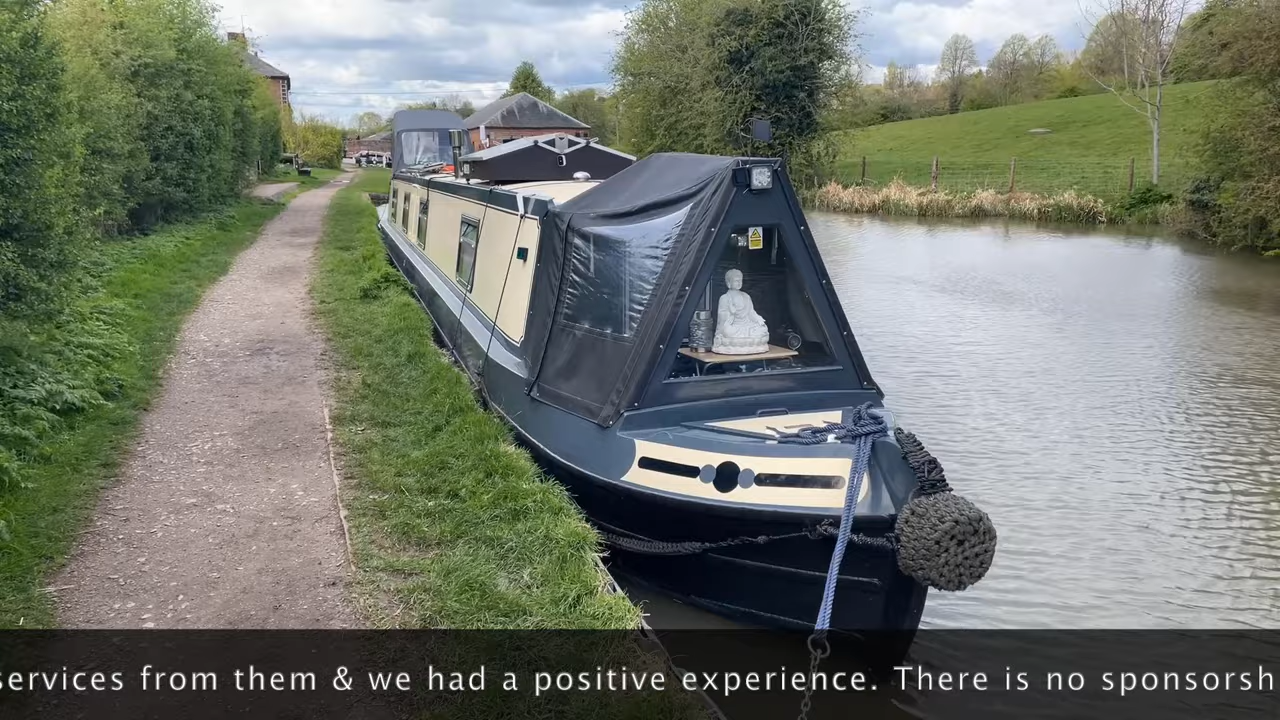 services from them & we had a positive experience. There is no sponsorsh